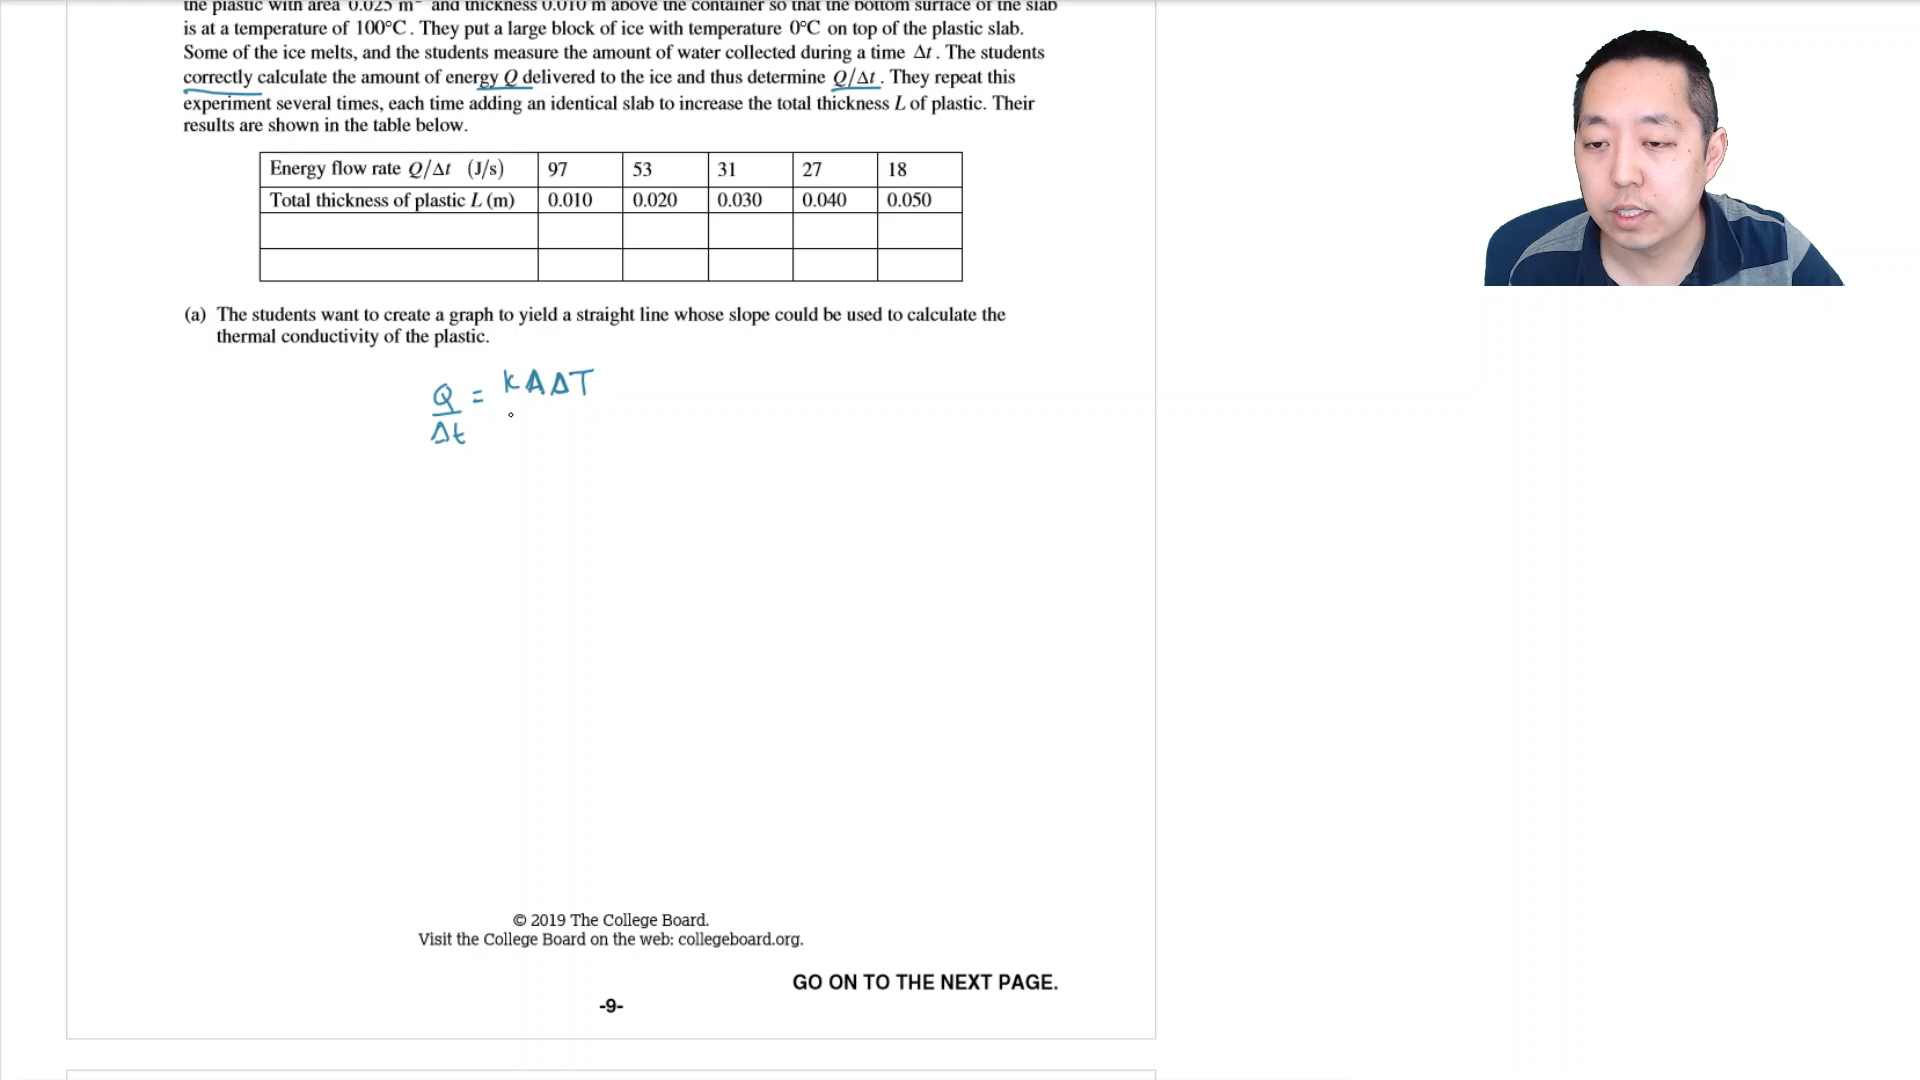 the plastic with area 0.025 m² and thickness 0.010 m above the container so that the bottom surface of the slab
is at a temperature of 100°C. They put a large block of ice with temperature 0°C on top of the plastic slab.
Some of the ice melts, and the students measure the amount of water collected during a time Δt. The students
correctly calculate the amount of energy Q delivered to the ice and thus determine Q/Δt. They repeat this
experiment several times, each time adding an identical slab to increase the total thickness L of plastic. Their
results are shown in the table below.
Energy flow rate Q/Δt (J/s) 97 53 31 27 18
Total thickness of plastic L (m) 0.010 0.020 0.030 0.040 0.050
(a) The students want to create a graph to yield a straight line whose slope could be used to calculate the
thermal conductivity of the plastic.
Q/Δt = kAΔT
© 2019 The College Board.
Visit the College Board on the web: collegeboard.org.
GO ON TO THE NEXT PAGE.
-9-